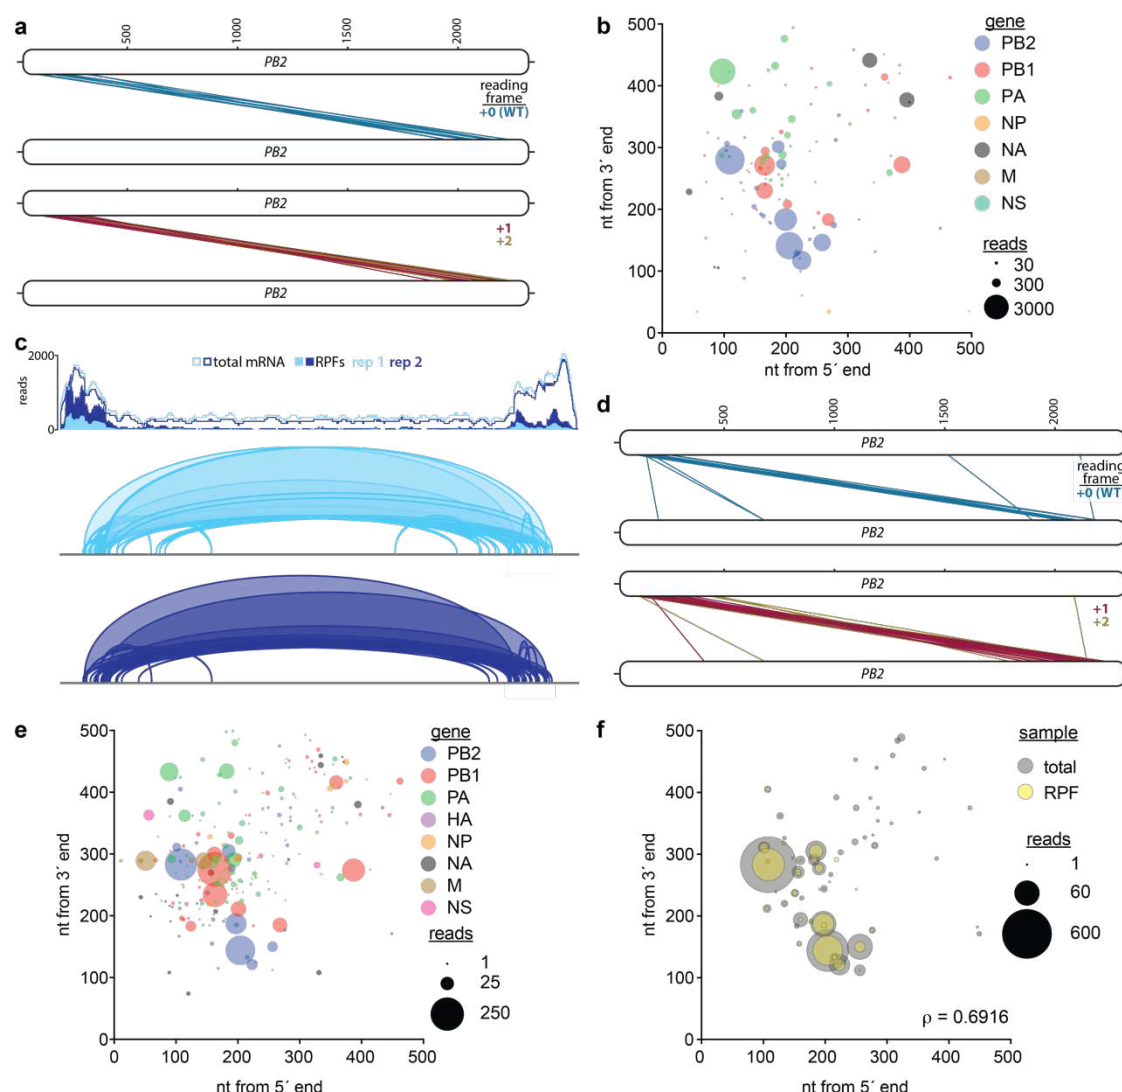 a
500
1000
1500
2000
PB2
reading
frame
+0 (WT)
PB2
PB2
+1
+2
PB2
b
500
400
300
200
100
0
0
100
200
300
400
500
nt from 3´ end
nt from 5´ end
gene
PB2
PB1
PA
NP
NA
M
NS
reads
30
300
3000
c
2000
reads
0
total mRNA
RPFs
rep 1
rep 2
d
500
1000
1500
2000
PB2
reading
frame
+0 (WT)
PB2
PB2
+1
+2
PB2
e
500
400
300
200
100
0
0
100
200
300
400
500
nt from 3´ end
nt from 5´ end
gene
PB2
PB1
PA
HA
NP
NA
M
NS
reads
1
25
250
f
500
400
300
200
100
0
0
100
200
300
400
500
nt from 3´ end
nt from 5´ end
sample
total
RPF
reads
1
60
600
ρ = 0.6916